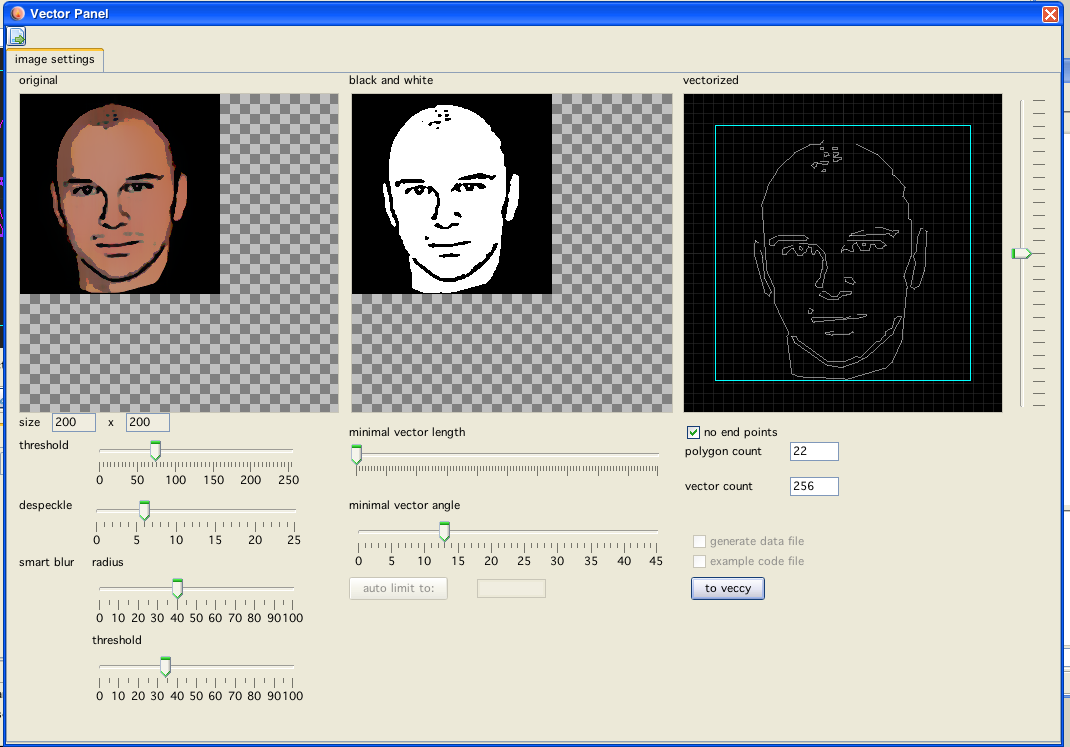 Vector Panel
image settings
original
black and white
vectorized
size 200 x 200
threshold
0 50 100 150 200 250
despeckle
0 5 10 15 20 25
smart blur radius
0 10 20 30 40 50 60 70 80 90 100
threshold
0 10 20 30 40 50 60 70 80 90 100
minimal vector length
minimal vector angle
0 5 10 15 20 25 30 35 40 45
auto limit to:
no end points
polygon count 22
vector count 256
generate data file
example code file
to veccy